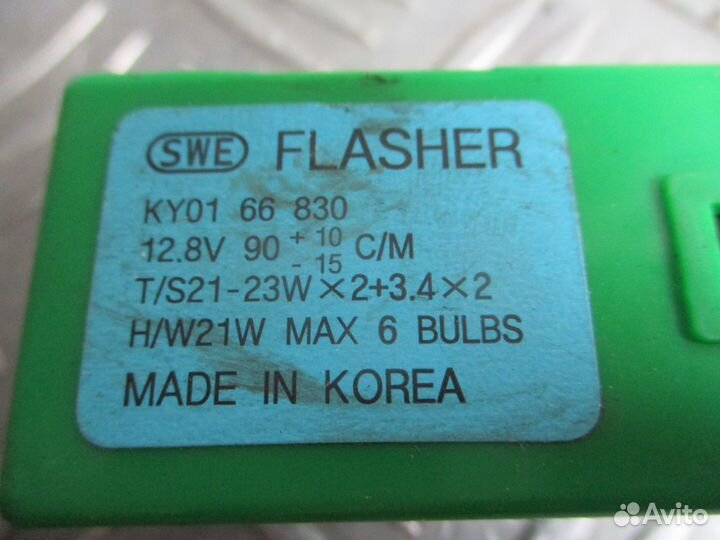 SWE FLASHER
KY01 66 830
12.8V 90 + 10 - 15 C/M
T/S21-23W×2+3.4×2
H/W21W MAX 6 BULBS
MADE IN KOREA
Avito